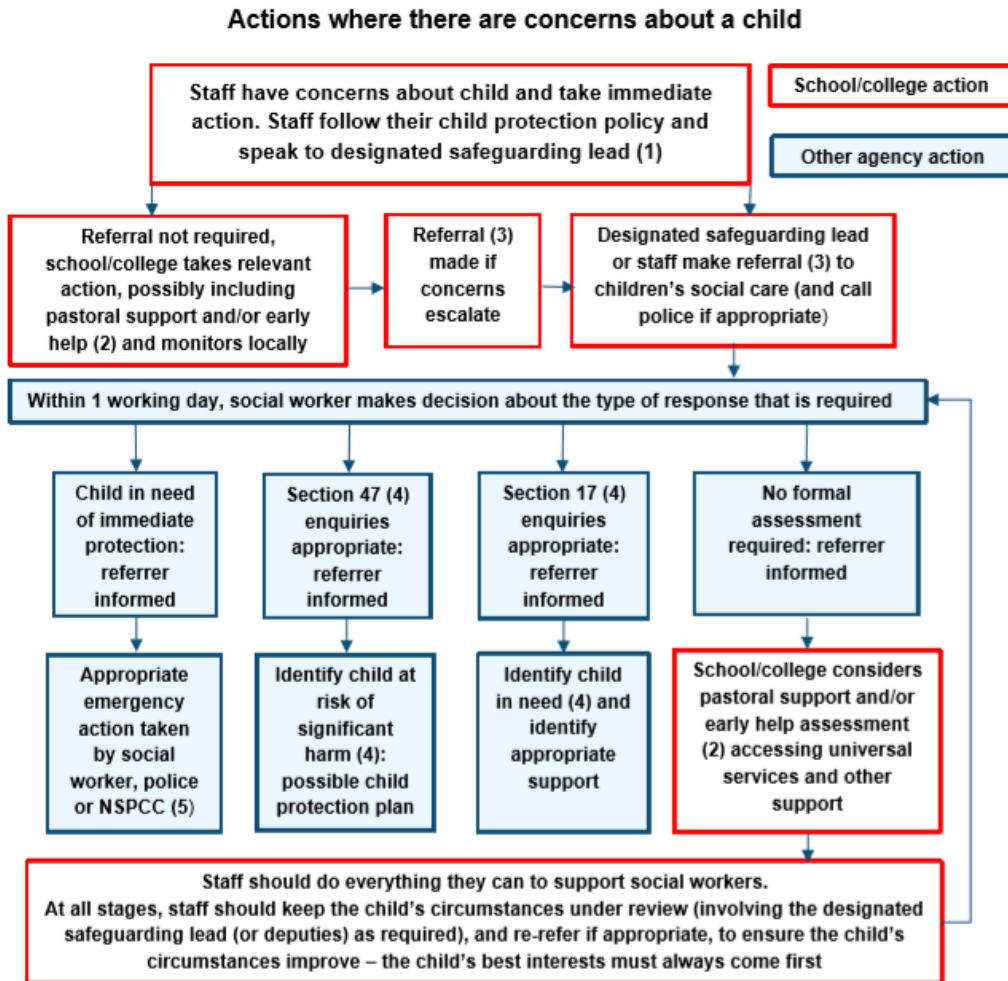 Actions where there are concerns about a child
Staff have concerns about child and take immediate
action. Staff follow their child protection policy and
speak to designated safeguarding lead (1)
School/college action
Other agency action
Referral not required,
school/college takes relevant
action, possibly including
pastoral support and/or early
help (2) and monitors locally
Referral (3)
made if
concerns
escalate
Designated safeguarding lead
or staff make referral (3) to
children’s social care (and call
police if appropriate)
Within 1 working day, social worker makes decision about the type of response that is required
Child in need
of immediate
protection:
referrer
informed
Section 47 (4)
enquiries
appropriate:
referrer
informed
Section 17 (4)
enquiries
appropriate:
referrer
informed
No formal
assessment
required: referrer
informed
Appropriate
emergency
action taken
by social
worker, police
or NSPCC (5)
Identify child at
risk of
significant
harm (4):
possible child
protection plan
Identify child
in need (4) and
identify
appropriate
support
School/college considers
pastoral support and/or
early help assessment
(2) accessing universal
services and other
support
Staff should do everything they can to support social workers.
At all stages, staff should keep the child’s circumstances under review (involving the designated
safeguarding lead (or deputies) as required), and re-refer if appropriate, to ensure the child’s
circumstances improve – the child’s best interests must always come first